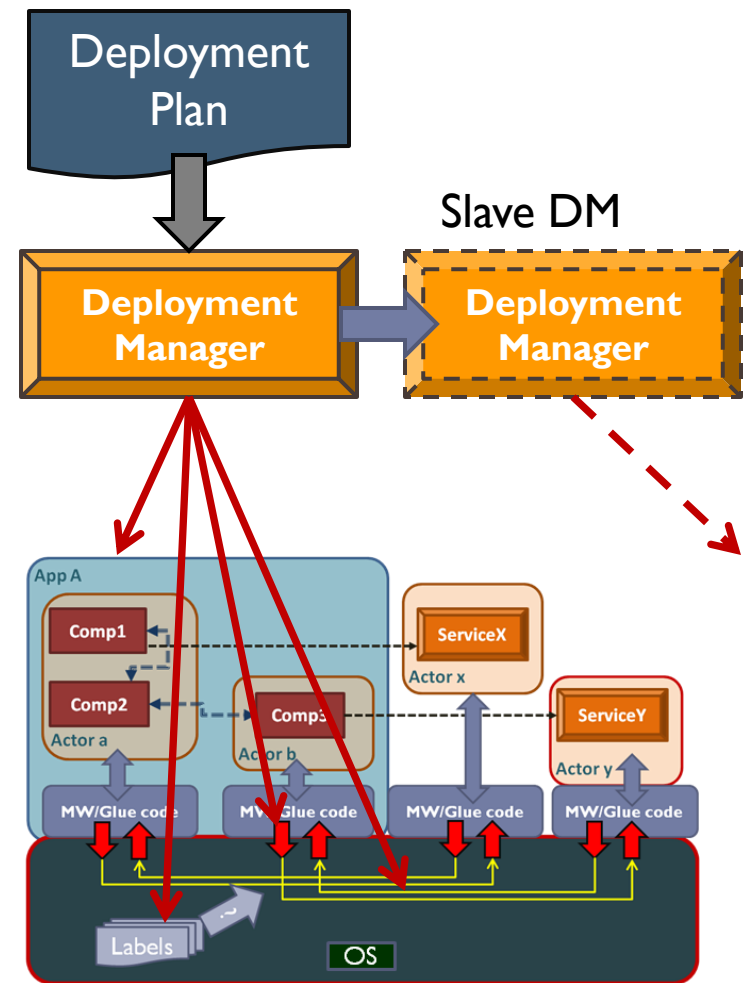 Deployment
Plan
Slave DM
Deployment
Manager
Deployment
Manager
App A
Comp1
ServiceX
Actor x
Comp2
Comp3
ServiceY
Actor a
Actor b
Actor y
MW/Glue code
MW/Glue code
MW/Glue code
MW/Glue code
?
Labels
OS